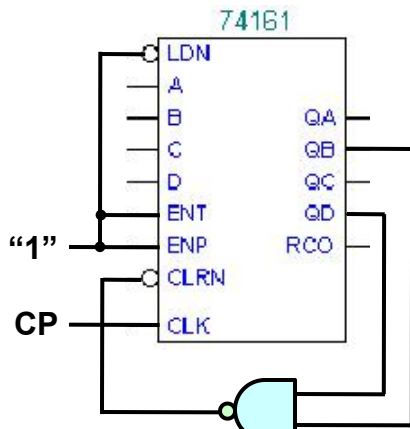 74161
LDN
A
B QA
C QB
D QC
ENT QD
“1” ENP RCO
CLRN
CP CLK